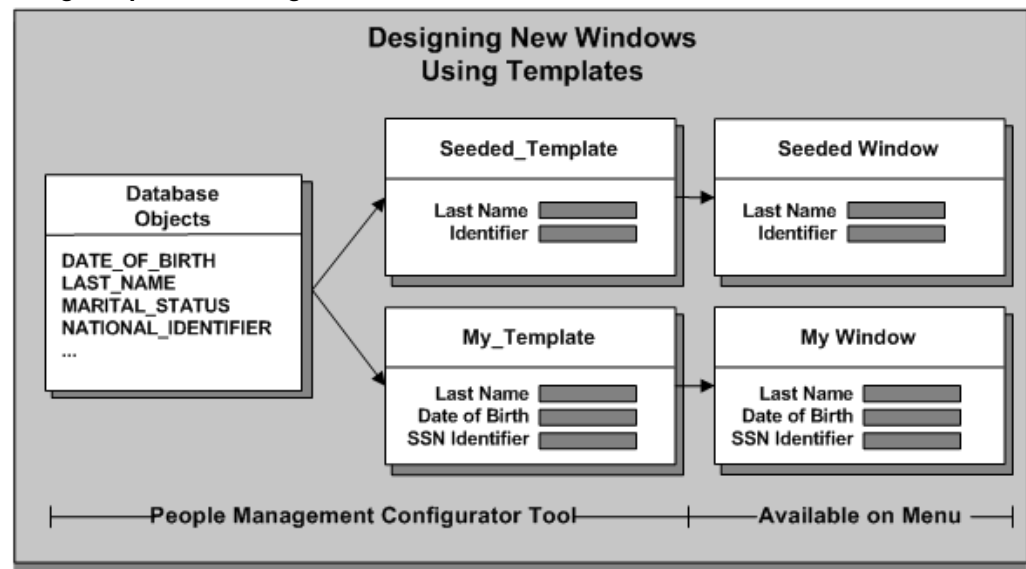 Designing New Windows
Using Templates
Database
Objects
DATE_OF_BIRTH
LAST_NAME
MARITAL_STATUS
NATIONAL_IDENTIFIER
...
Seeded_Template
Last Name
Identifier
Seeded Window
Last Name
Identifier
My_Template
Last Name
Date of Birth
SSN Identifier
My Window
Last Name
Date of Birth
SSN Identifier
People Management Configurator Tool
Available on Menu